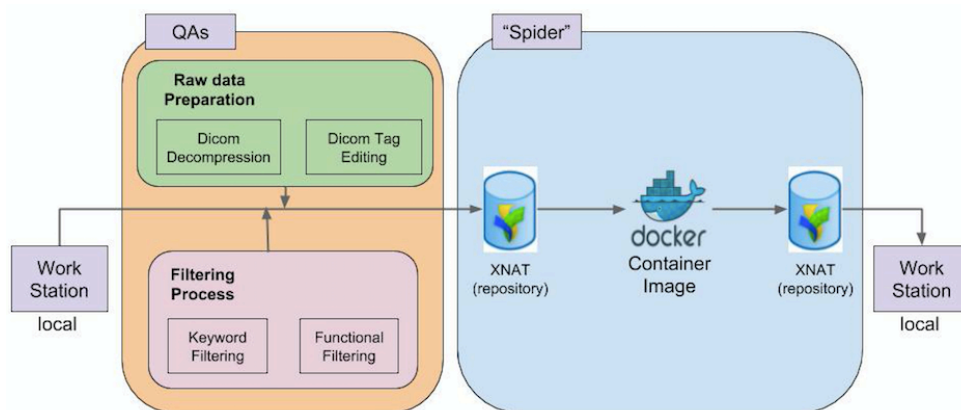 QAs
"Spider"
Raw data
Preparation
Dicom
Decompression
Dicom Tag
Editing
Work
Station
local
Filtering
Process
Keyword
Filtering
Functional
Filtering
XNAT
(repository)
docker
Container
Image
XNAT
(repository)
Work
Station
local